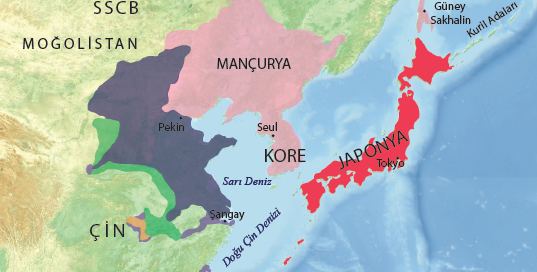 SSCB
Güney
Sakhalin
Kuril Adaları
MOĞOLİSTAN
MANÇURYA
Pekin
Seul
KORE
JAPONYA
Tokyo
Sarı Deniz
Şangay
ÇİN
Doğu Çin Denizi